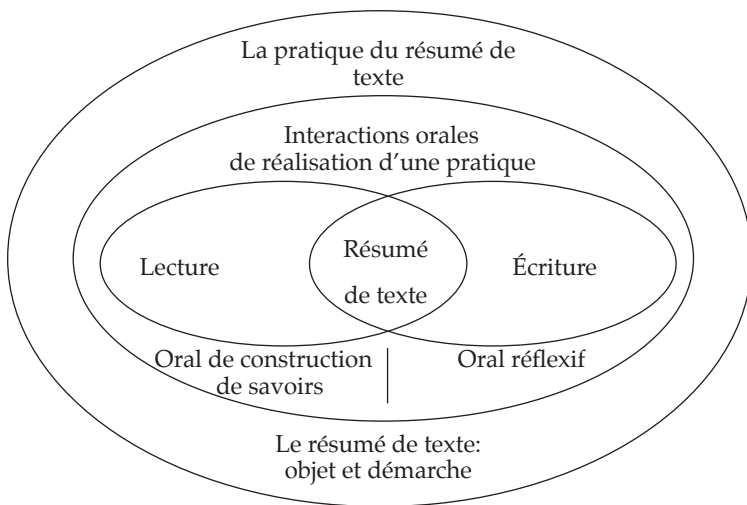 La pratique du résumé de
texte
Interactions orales
de réalisation d'une pratique
Lecture
Résumé
de texte
Écriture
Oral de construction
de savoirs
Oral réflexif
Le résumé de texte:
objet et démarche